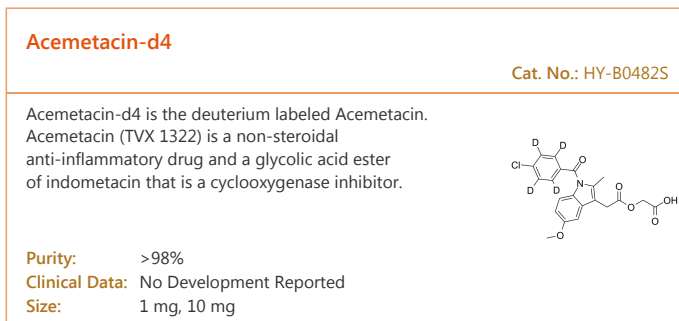 Acemetacin-d4
Cat. No.: HY-B0482S
Acemetacin-d4 is the deuterium labeled Acemetacin.
Acemetacin (TVX 1322) is a non-steroidal
anti-inflammatory drug and a glycolic acid ester
of indometacin that is a cyclooxygenase inhibitor.
D
D
Cl
O
D
D
N
O
O
OH
O
O
Purity: >98%
Clinical Data: No Development Reported
Size: 1 mg, 10 mg